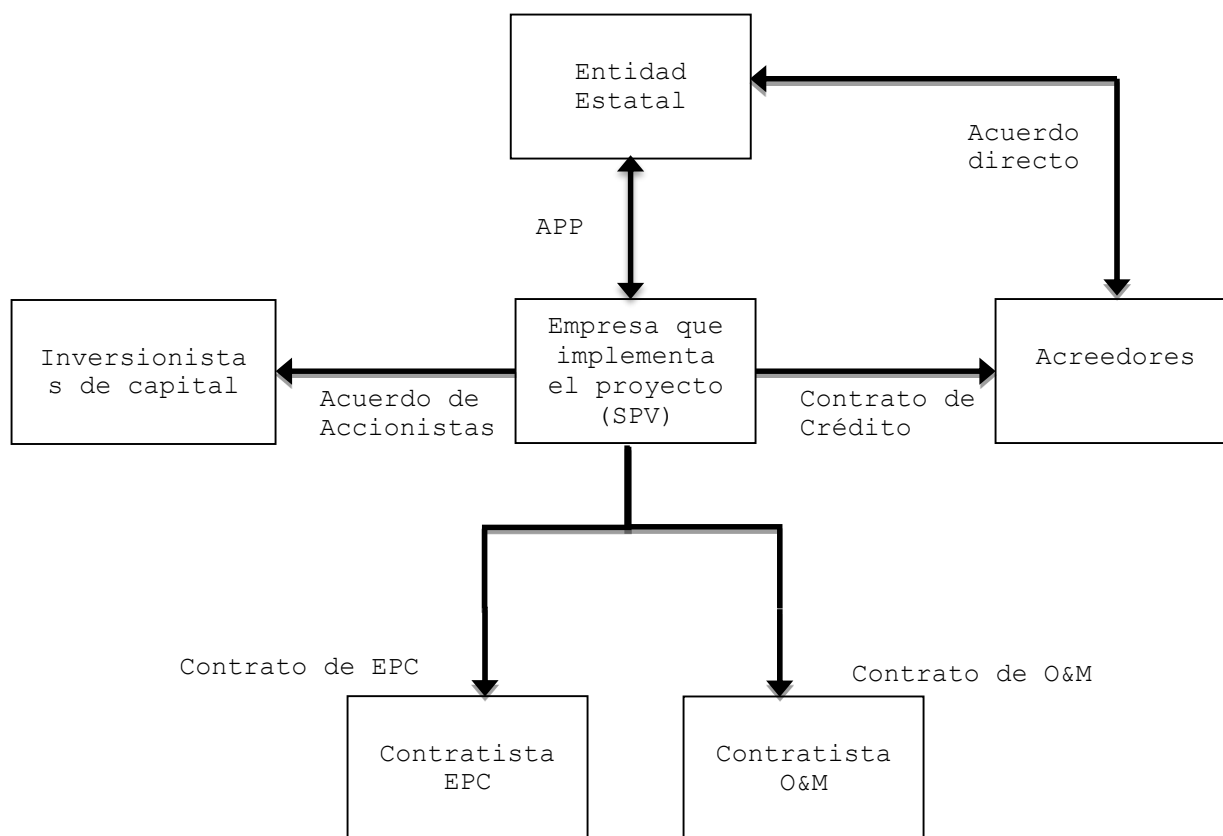 Entidad
Estatal
Acuerdo
directo
APP
Inversionista
s de capital
Acuerdo de
Accionistas
Empresa que
implementa
el proyecto
(SPV)
Contrato de
Crédito
Acreedores
Contrato de EPC
Contrato de O&M
Contratista
EPC
Contratista
O&M